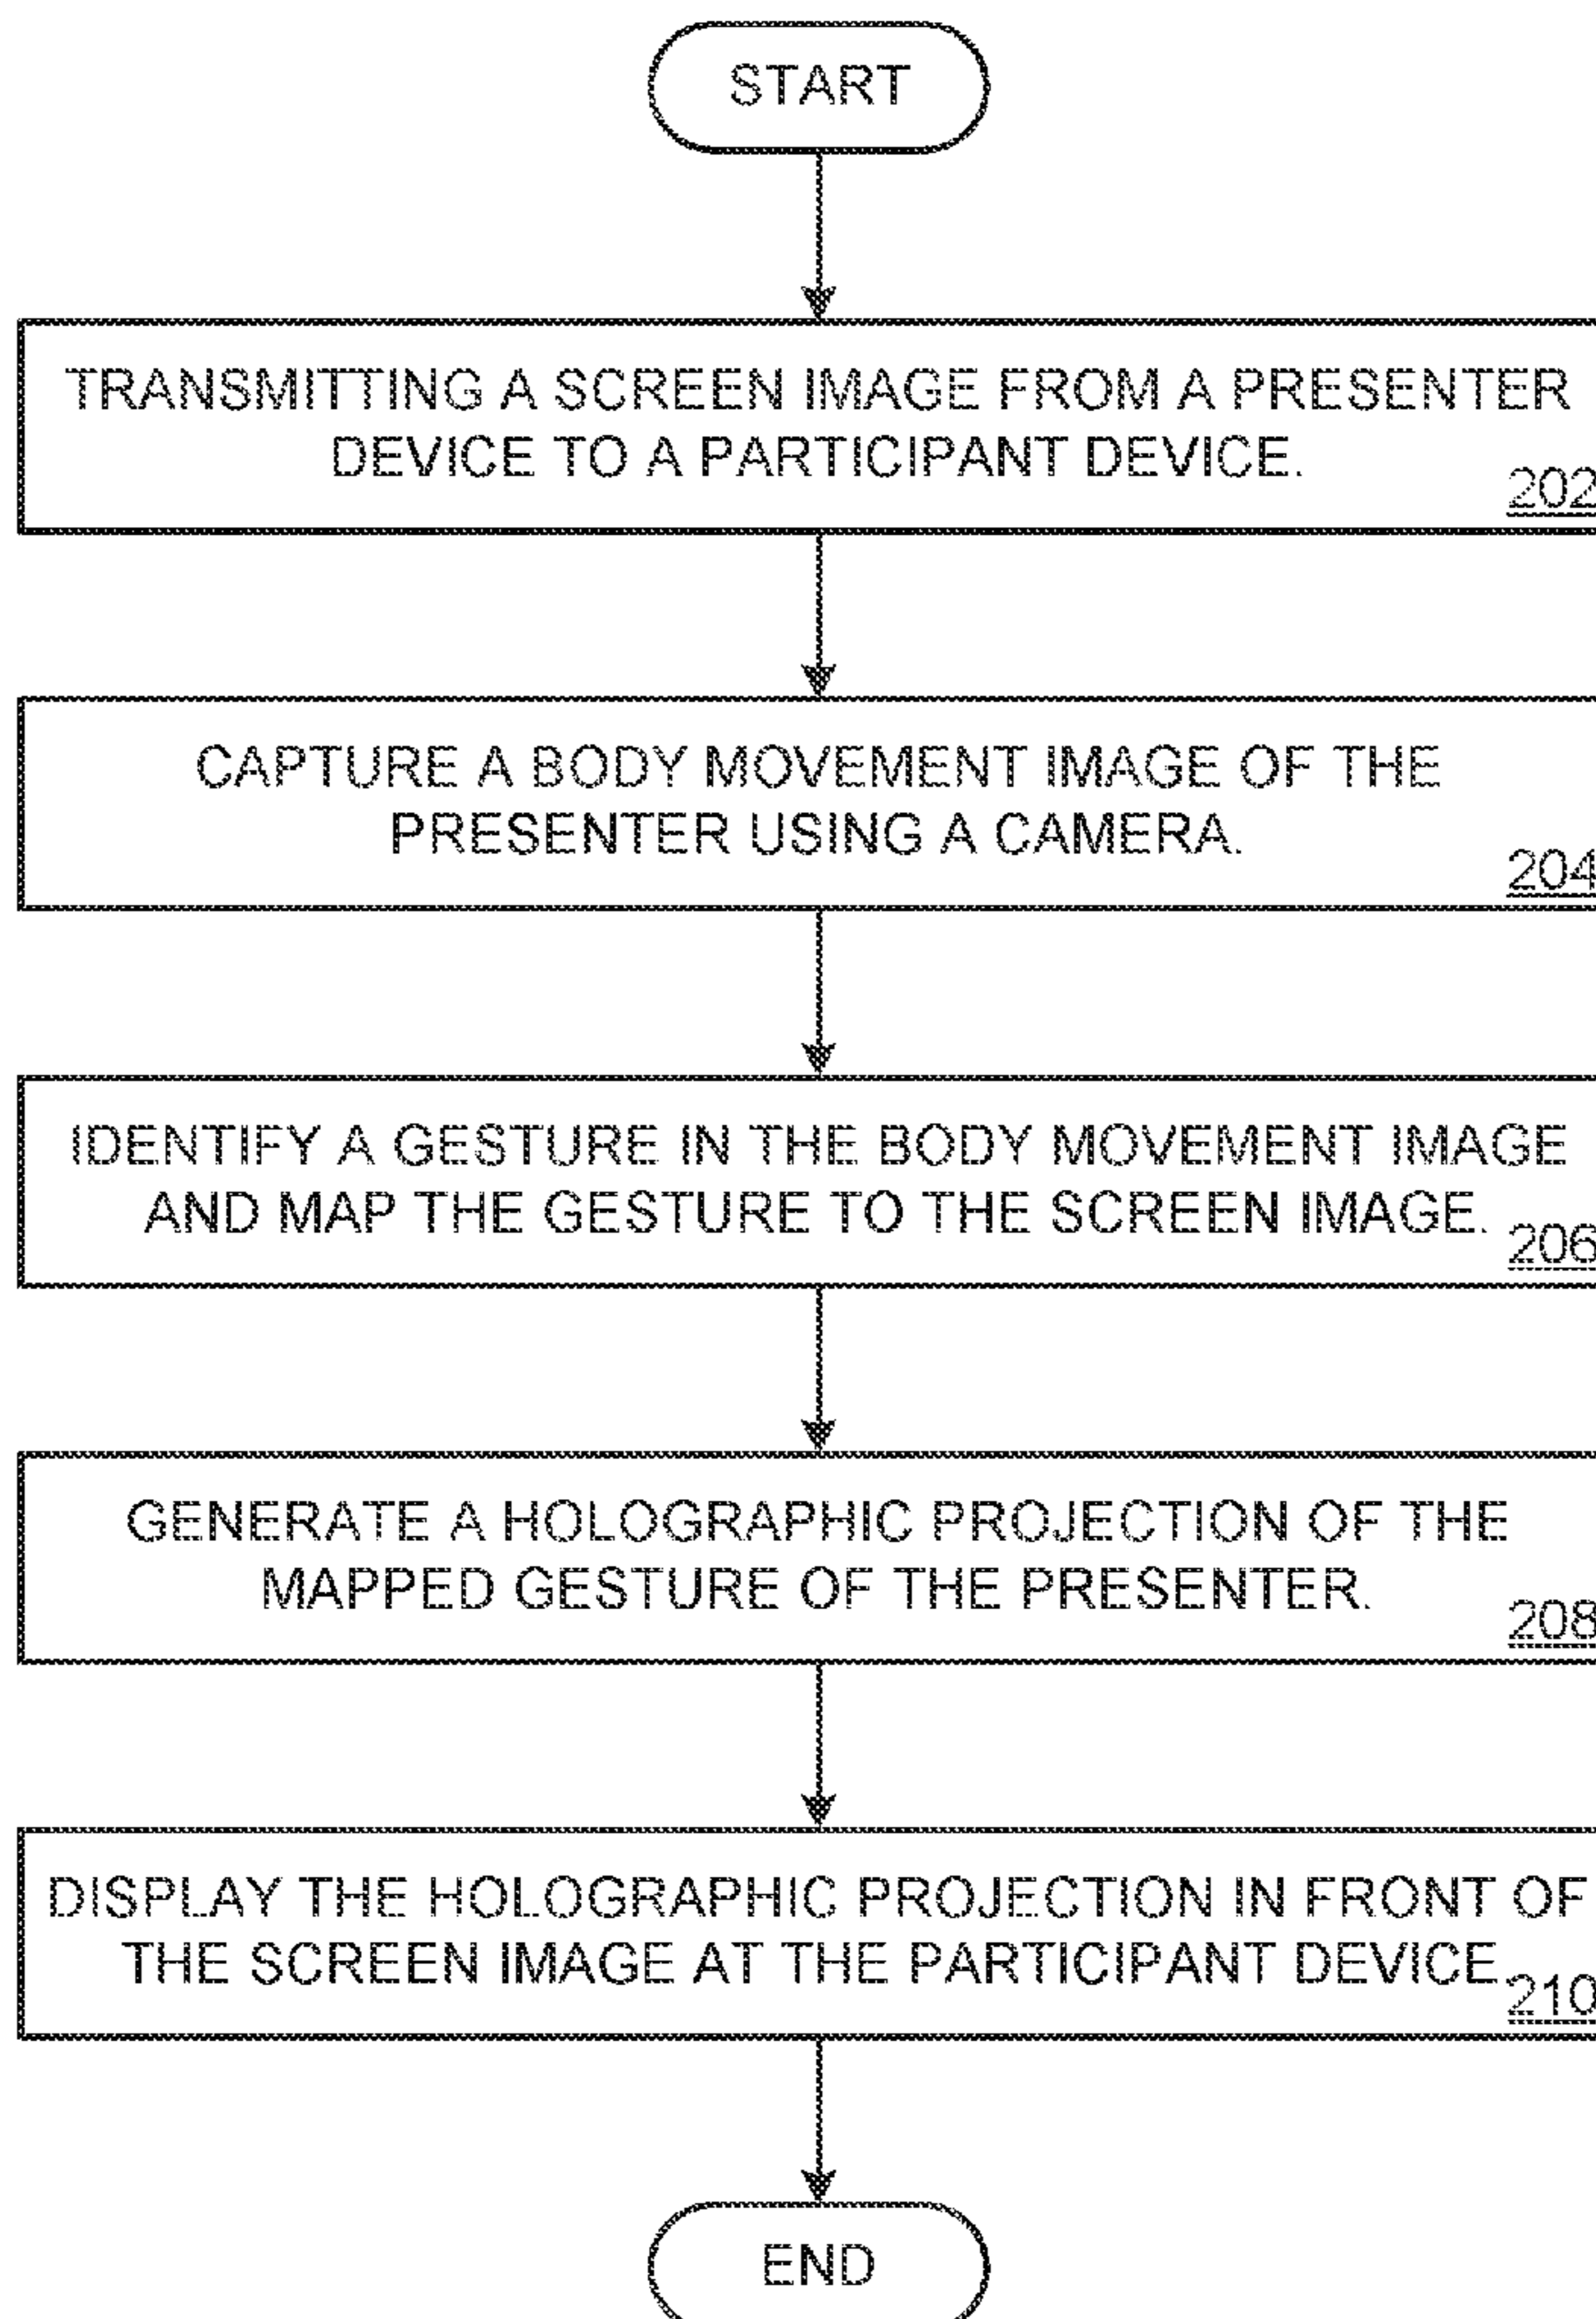 START
TRANSMITTING A SCREEN IMAGE FROM A PRESENTER
DEVICE TO A PARTICIPANT DEVICE.
202
CAPTURE A BODY MOVEMENT IMAGE OF THE
PRESENTER USING A CAMERA.
204
IDENTIFY A GESTURE IN THE BODY MOVEMENT IMAGE
AND MAP THE GESTURE TO THE SCREEN IMAGE.
206
GENERATE A HOLOGRAPHIC PROJECTION OF THE
MAPPED GESTURE OF THE PRESENTER.
208
DISPLAY THE HOLOGRAPHIC PROJECTION IN FRONT OF
THE SCREEN IMAGE AT THE PARTICIPANT DEVICE.
210
END